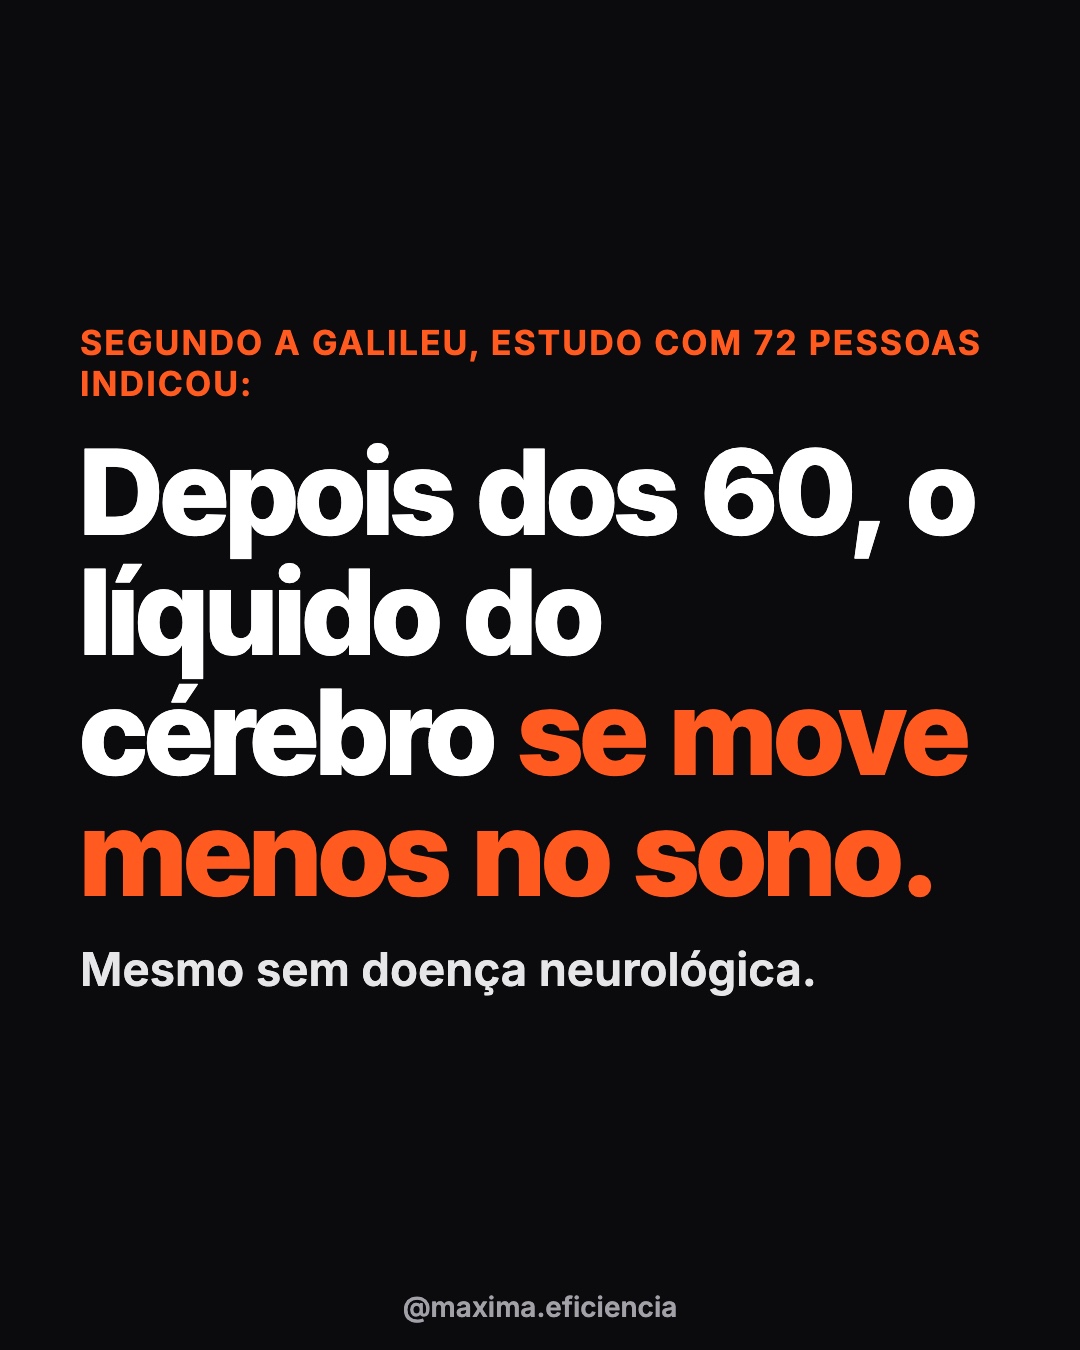 SEGUNDO A GALILEU, ESTUDO COM 72 PESSOAS
INDICOU:
Depois dos 60, o
líquido do
cérebro se move
menos no sono.
Mesmo sem doença neurológica.
@maxima.eficiencia